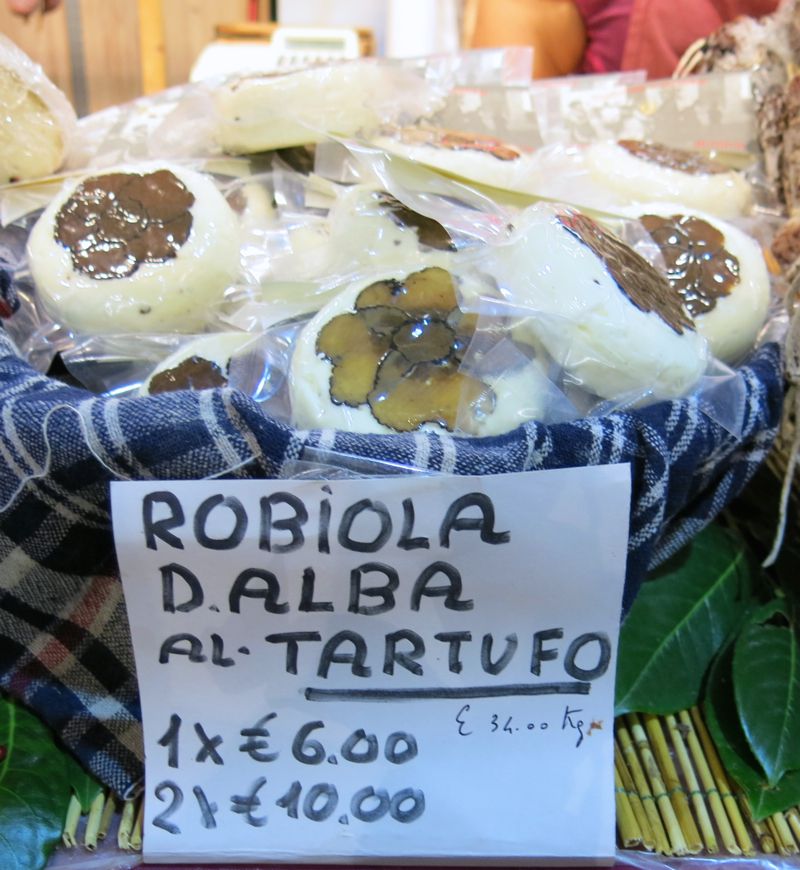 ROBIOLA
D.ALBA
AL. TARTUFO
€ 34.00 Kg
1X €6.00
2X €10.00